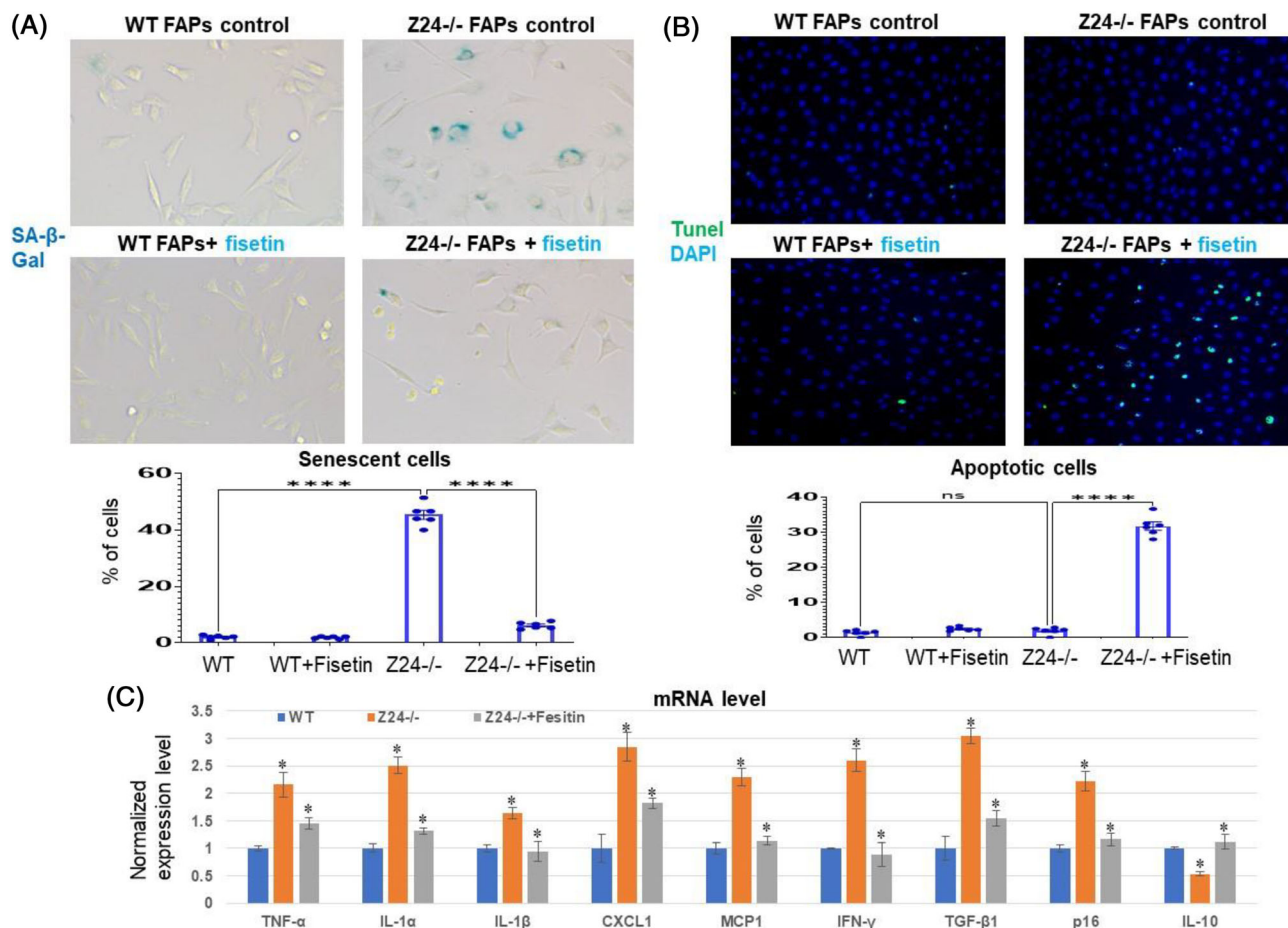 (A)
WT FAPs control
Z24-/- FAPs control
SA-β-
Gal
WT FAPs+ fisetin
Z24-/- FAPs + fisetin
Senescent cells
% of cells
60
40
20
0
****
****
WT
WT+Fisetin
Z24-/-
Z24-/- +Fisetin
(B)
WT FAPs control
Z24-/- FAPs control
Tunel
DAPI
WT FAPs+ fisetin
Z24-/- FAPs + fisetin
Apoptotic cells
% of cells
40
30
20
10
0
ns
****
WT
WT+Fisetin
Z24-/-
Z24-/- +Fisetin
(C)
mRNA level
WT
Z24-/-
Z24-/-+Fesitin
Normalized
expression level
3.5
3
2.5
2
1.5
1
0.5
0
* * * * * * * * * * * * * * * * * *
TNF-α
IL-1α
IL-1β
CXCL1
MCP1
IFN-γ
TGF-β1
p16
IL-10